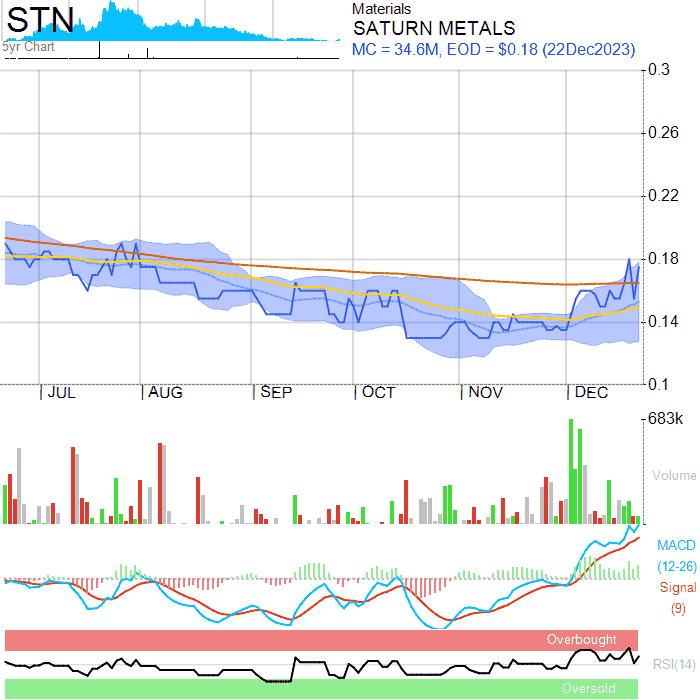 STN
5yr Chart
Materials
SATURN METALS
MC = 34.6M, EOD = $0.18 (22Dec2023)
0.3
0.26
0.22
0.18
0.14
0.1
JUL AUG SEP OCT NOV DEC
683k
Volume
MACD
(12-26)
Signal
(9)
Overbought
RSI(14)
Oversold